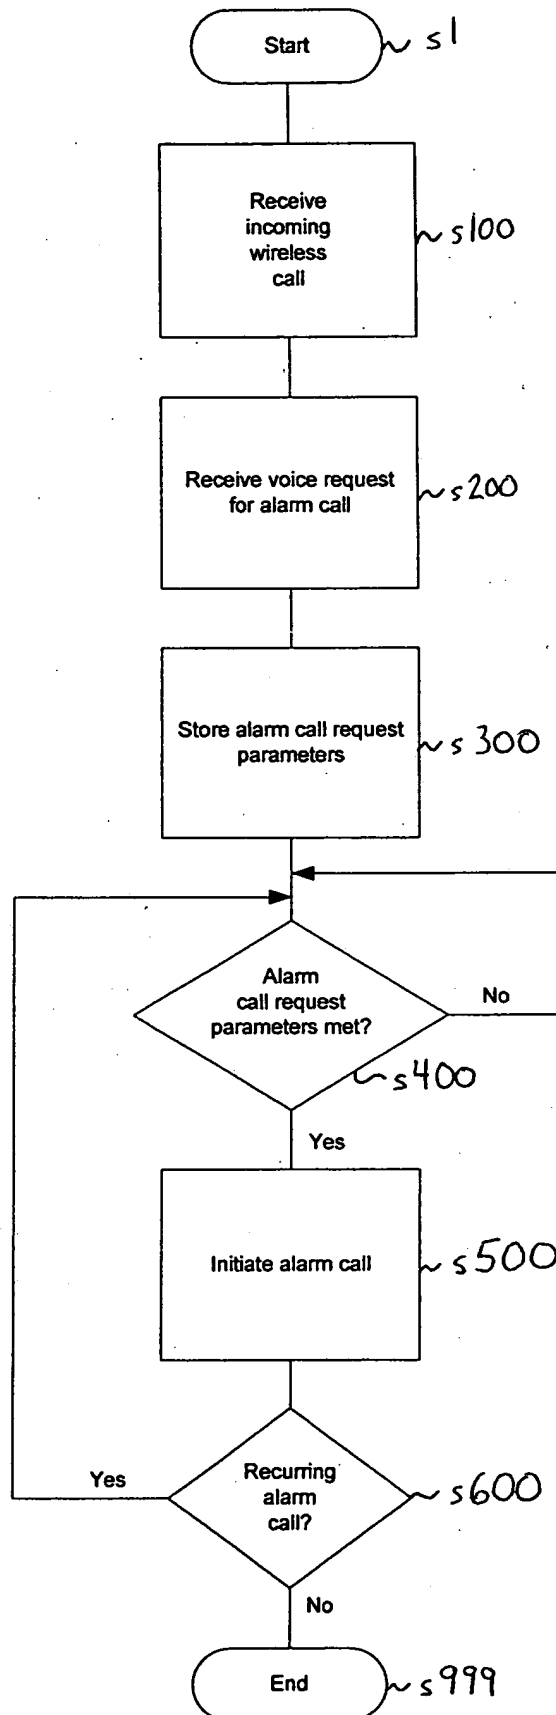 Start
s1
Receive
incoming
wireless
call
s100
Receive voice request
for alarm call
s200
Store alarm call request
parameters
s300
Alarm
call request
parameters met?
No
s400
Yes
Initiate alarm call
s500
Yes
Recurring
alarm
call?
s600
No
End
s999